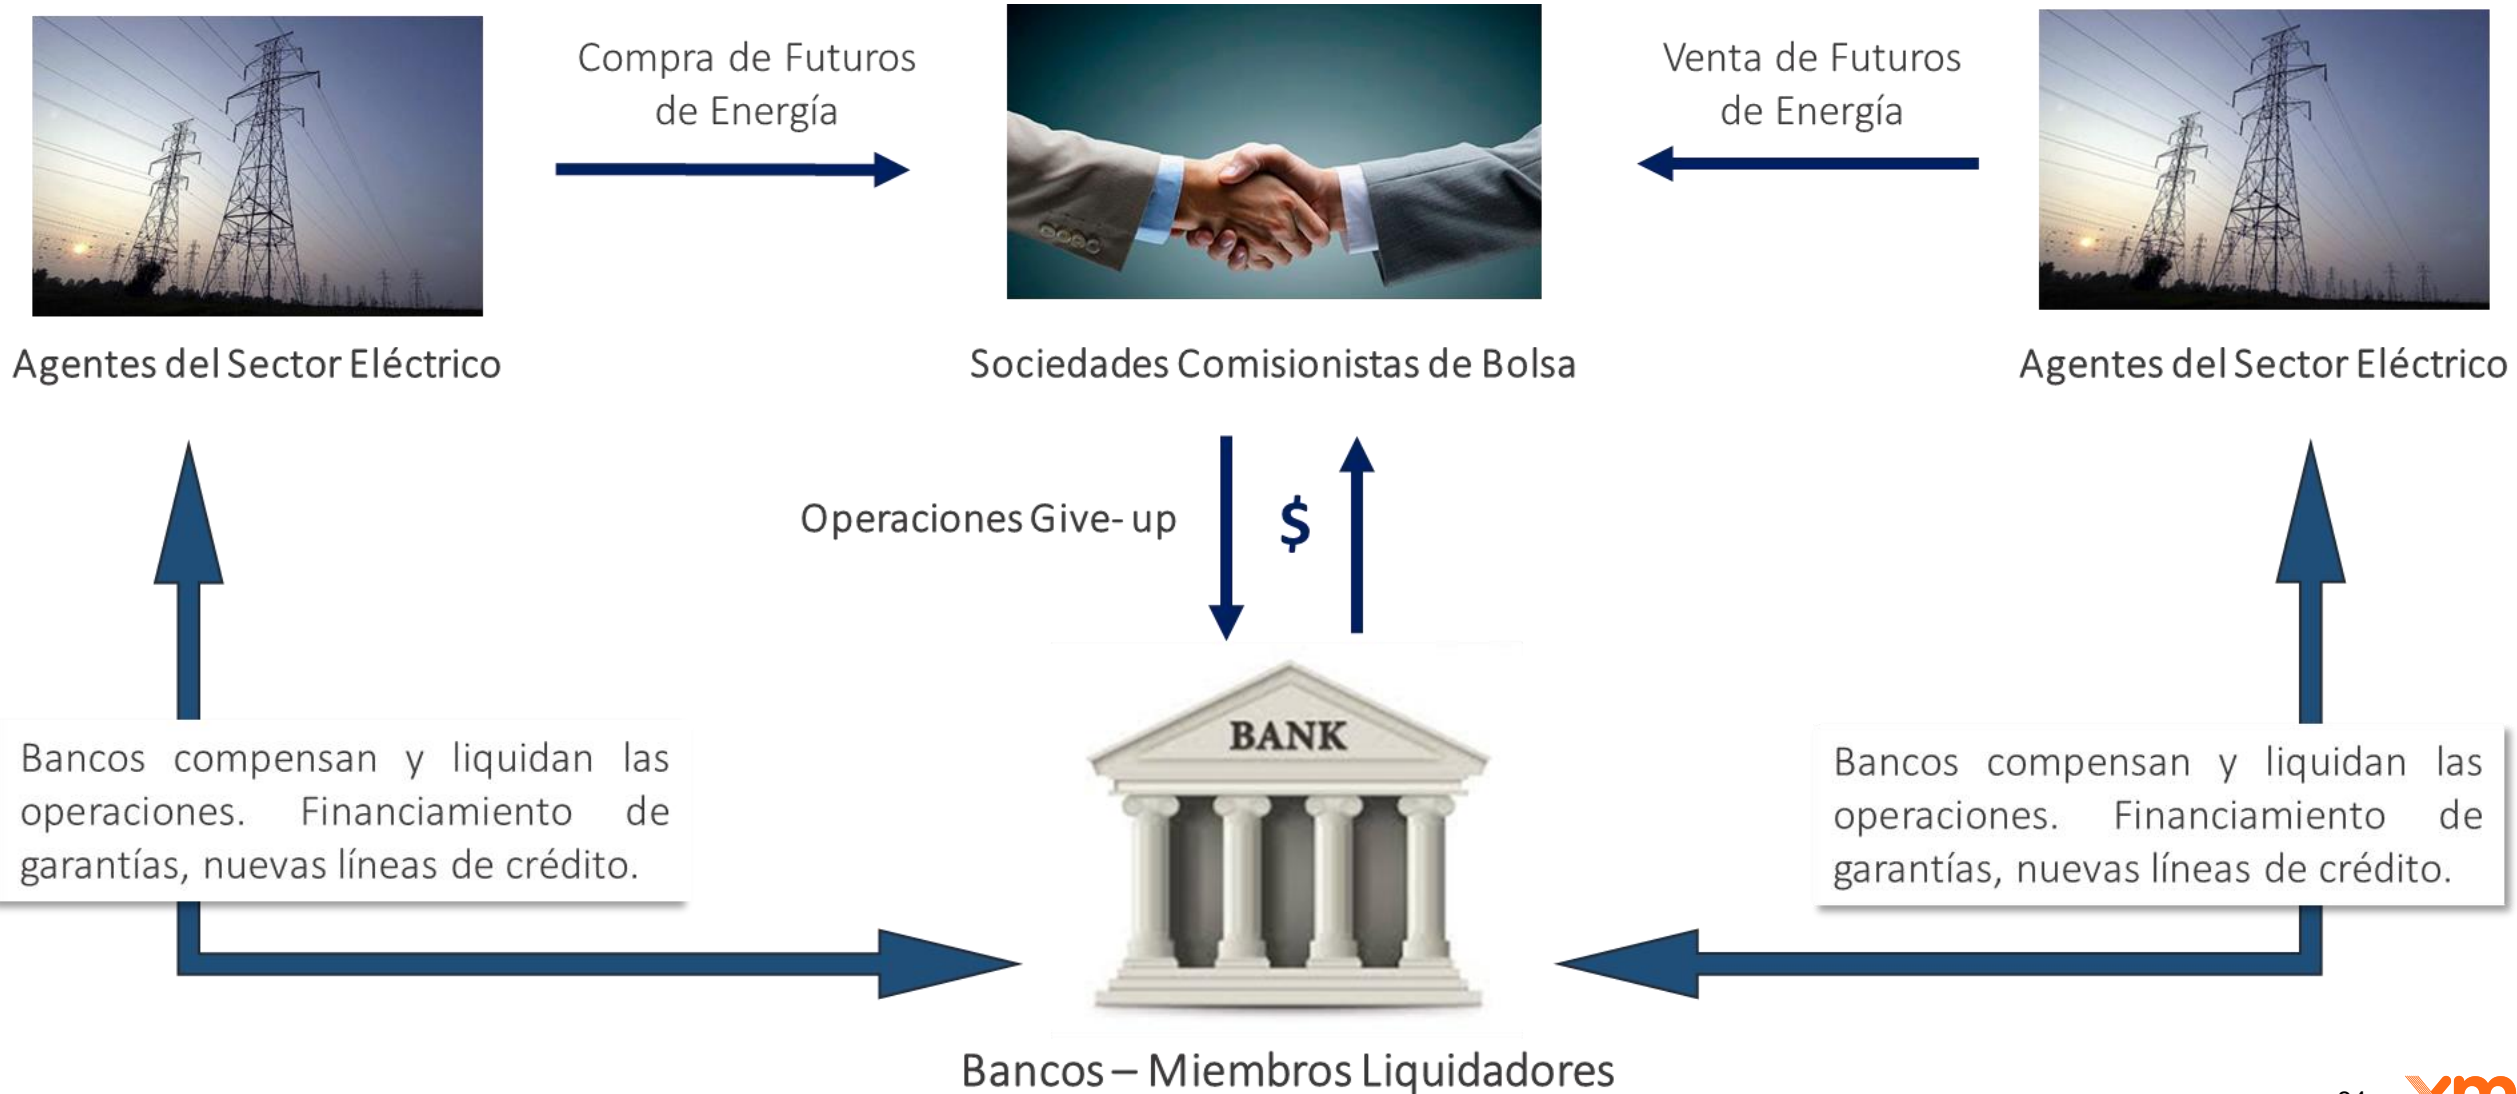 Compra de Futuros
de Energía
Venta de Futuros
de Energía
Agentes del Sector Eléctrico
Sociedades Comisionistas de Bolsa
Agentes del Sector Eléctrico
Operaciones Give- up
$
BANK
Bancos compensan y liquidan las
operaciones. Financiamiento de
garantías, nuevas líneas de crédito.
Bancos compensan y liquidan las
operaciones. Financiamiento de
garantías, nuevas líneas de crédito.
Bancos – Miembros Liquidadores
xm